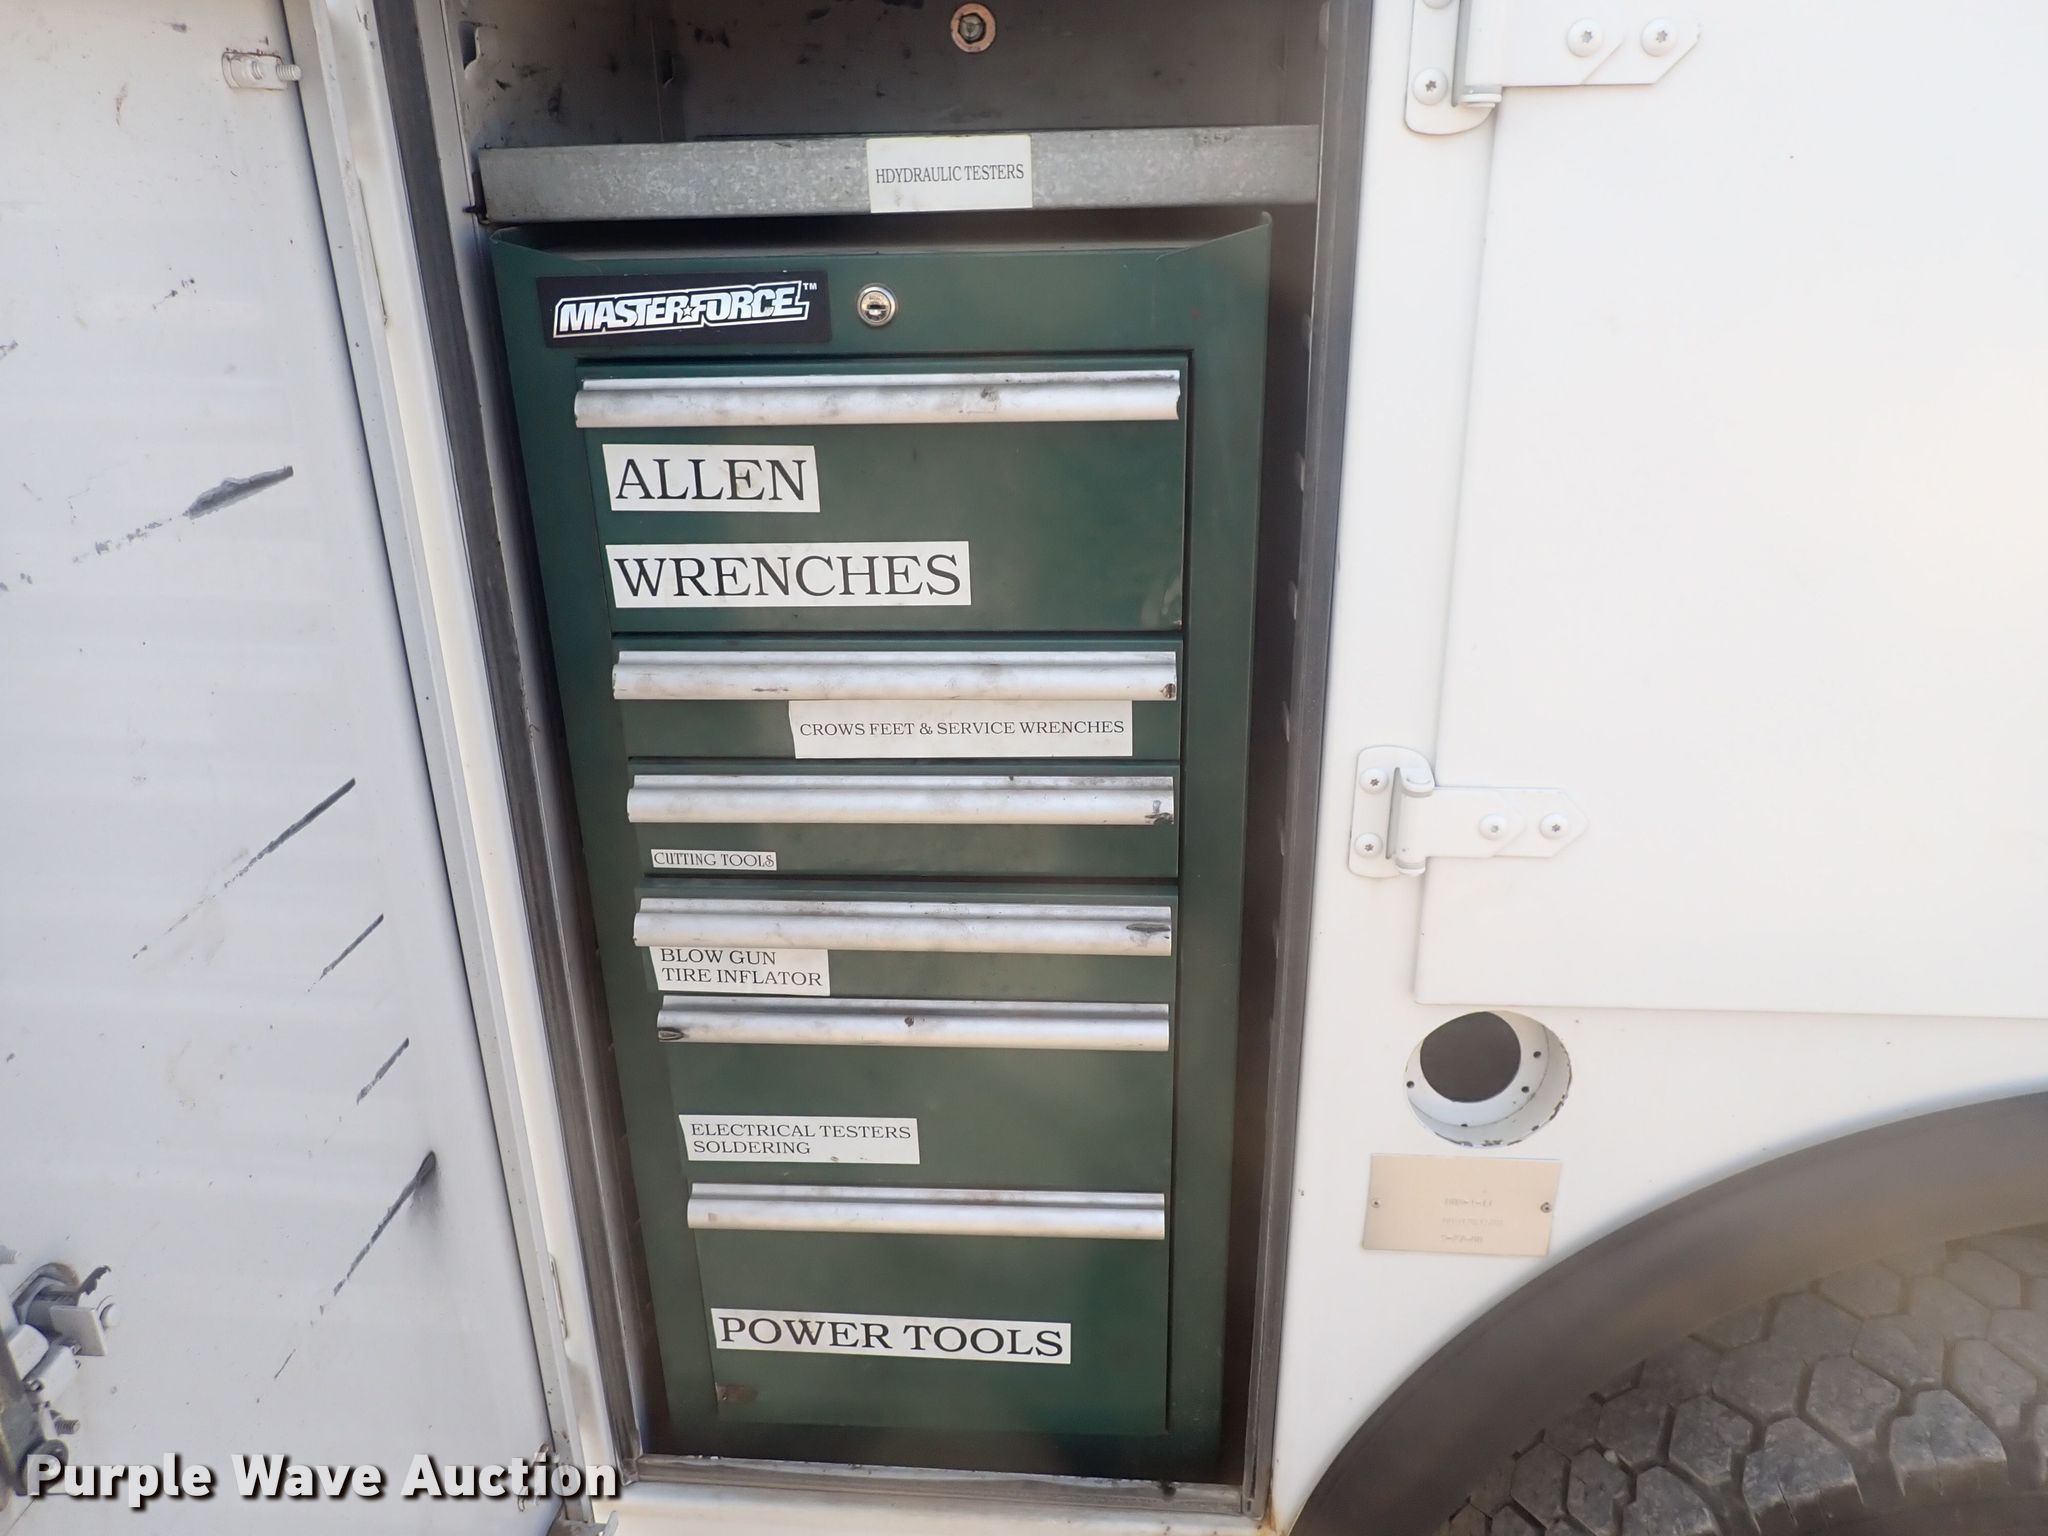 HDYDRAULIC TESTERS
MASTERFORCE™
ALLEN
WRENCHES
CROWS FEET & SERVICE WRENCHES
CUTTING TOOLS
BLOW GUN
TIRE INFLATOR
ELECTRICAL TESTERS
SOLDERING
POWER TOOLS
Purple Wave Auction